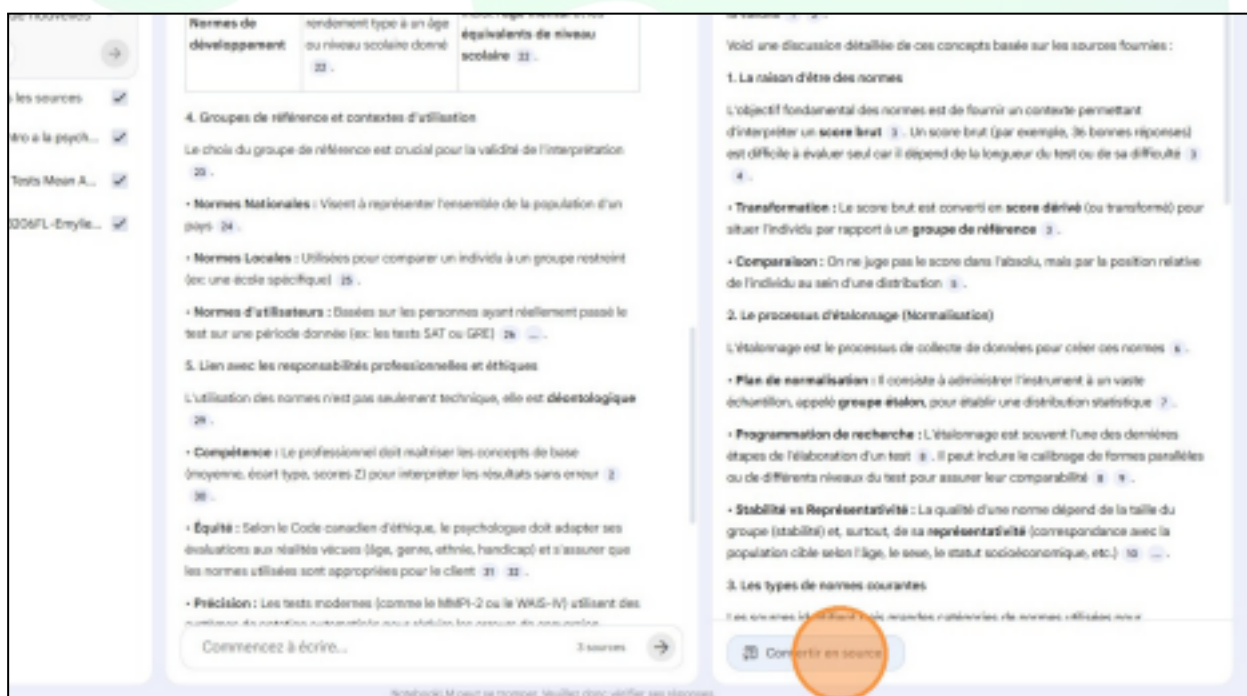 de nouvelles
les sources
ntro a la psych...
Tests Mean A...
0206FL-Emylie...
Normes de développement
rendement type à un âge ou niveau scolaire donné
22 .
équivalents de niveau scolaire 22 .
4. Groupes de référence et contextes d'utilisation
Le choix du groupe de référence est crucial pour la validité de l'interprétation
23 .
• Normes Nationales : Visent à représenter l'ensemble de la population d'un
pays 24 .
• Normes Locales : Utilisées pour comparer un individu à un groupe restreint
(ex: une école spécifique) 25 .
• Normes d'utilisateurs : Basées sur les personnes ayant réellement passé le
test sur une période donnée (ex: les tests SAT ou GRE) 26 ... .
5. Lien avec les responsabilités professionnelles et éthiques
L'utilisation des normes n'est pas seulement technique, elle est déontologique
29 .
• Compétence : Le professionnel doit maîtriser les concepts de base
(moyenne, écart type, scores Z) pour interpréter les résultats sans erreur 2
30 .
• Équité : Selon le Code canadien d'éthique, le psychologue doit adapter ses
évaluations aux réalités vécues (âge, genre, ethnie, handicap) et s'assurer que
les normes utilisées sont appropriées pour le client 31 32 .
• Précision : Les tests modernes (comme le MMPI-2 ou le WAIS-IV) utilisent des
Commencez à écrire...
3 sources
Voici une discussion détaillée de ces concepts basée sur les sources fournies :
1. La raison d'être des normes
L'objectif fondamental des normes est de fournir un contexte permettant
d'interpréter un score brut 3 . Un score brut (par exemple, 36 bonnes réponses)
est difficile à évaluer seul car il dépend de la longueur du test ou de sa difficulté 3
4 .
• Transformation : Le score brut est converti en score dérivé (ou transformé) pour
situer l'individu par rapport à un groupe de référence 3 .
• Comparaison : On ne juge pas le score dans l'absolu, mais par la position relative
de l'individu au sein d'une distribution 5 .
2. Le processus d'étalonnage (Normalisation)
L'étalonnage est le processus de collecte de données pour créer ces normes 6 .
• Plan de normalisation : Il consiste à administrer l'instrument à un vaste
échantillon, appelé groupe étalon, pour établir une distribution statistique 7 .
• Programmation de recherche : L'étalonnage est souvent l'une des dernières
étapes de l'élaboration d'un test 8 . Il peut inclure le calibrage de formes parallèles
ou de différents niveaux du test pour assurer leur comparabilité 8 9 .
• Stabilité vs Représentativité : La qualité d'une norme dépend de la taille du
groupe (stabilité) et, surtout, de sa représentativité (correspondance avec la
population cible selon l'âge, le sexe, le statut socioéconomique, etc.) 10 ... .
3. Les types de normes courantes
Convertir en source
NotebookLM peut se tromper. Veuillez donc vérifier ses réponses.